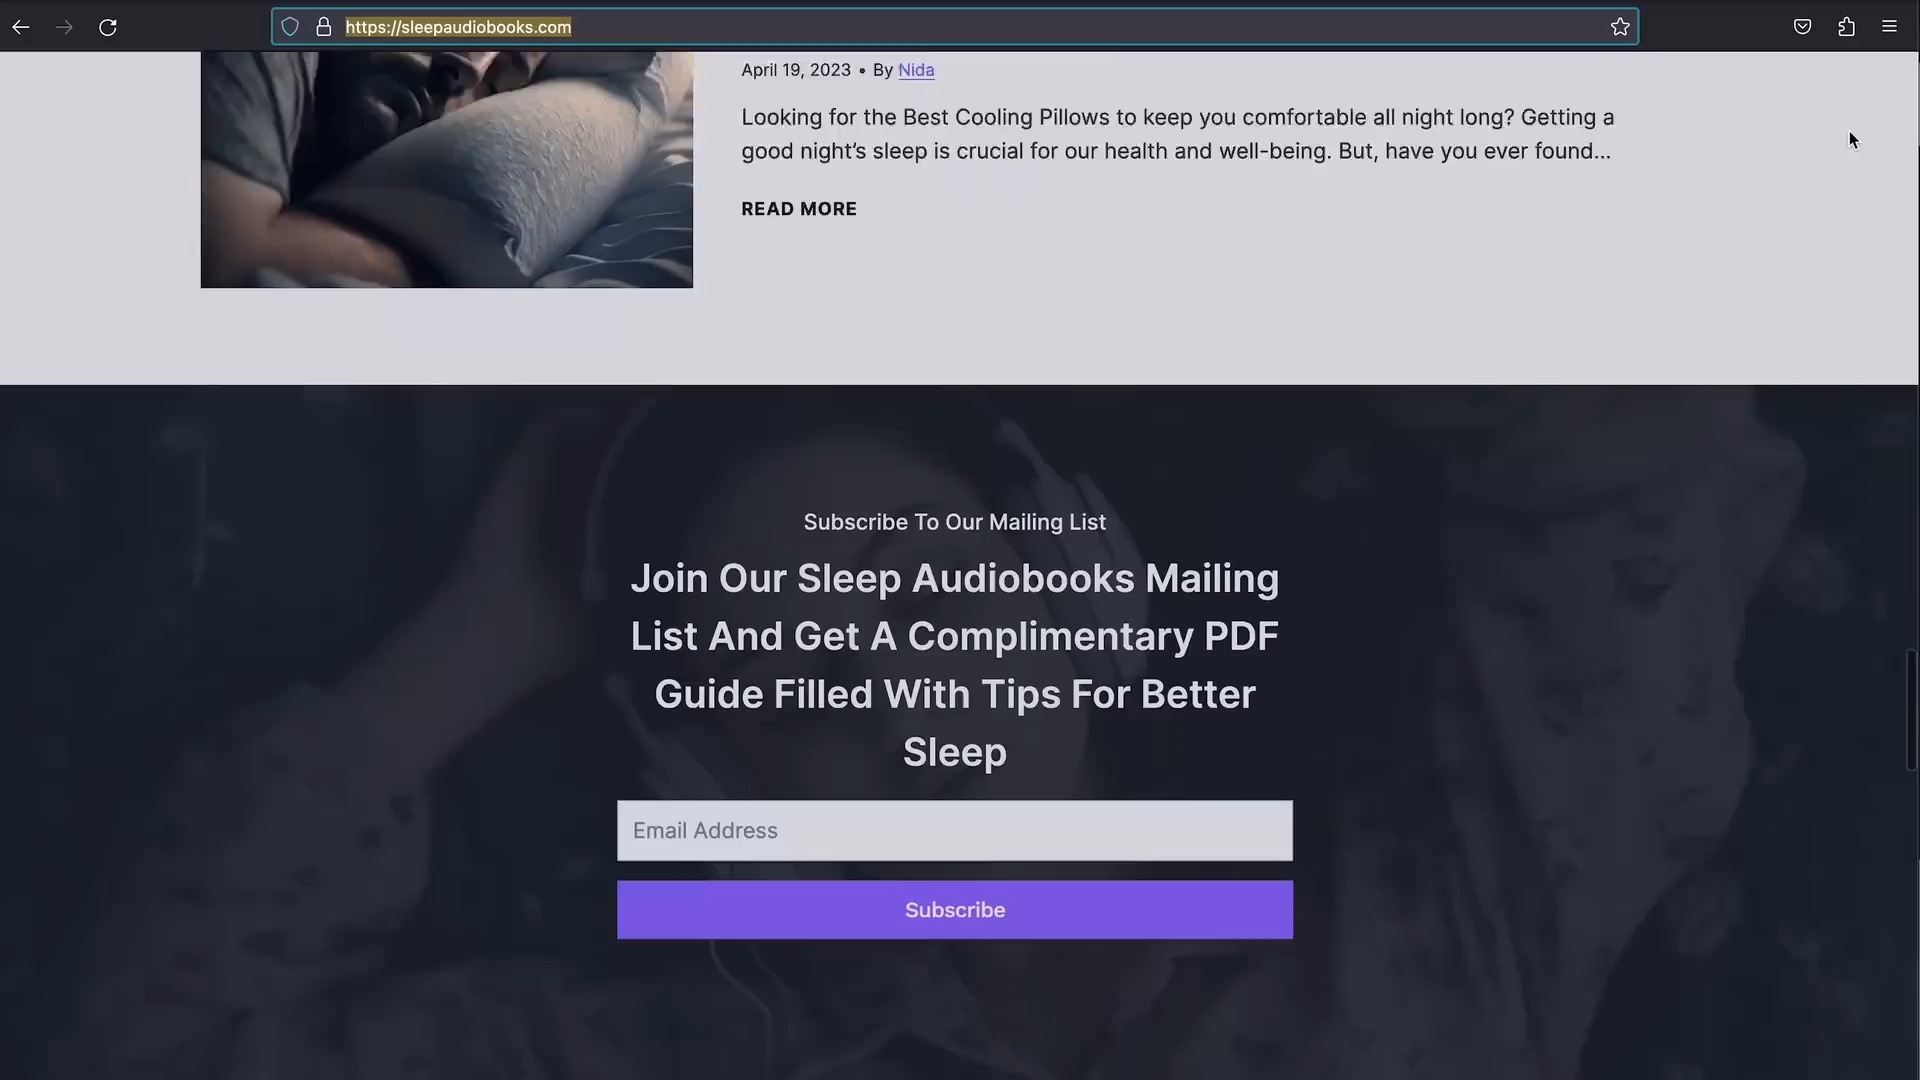 https://sleepaudiobooks.com
April 19, 2023 • By Nida
Looking for the Best Cooling Pillows to keep you comfortable all night long? Getting a
good night’s sleep is crucial for our health and well-being. But, have you ever found...
READ MORE
Subscribe To Our Mailing List
Join Our Sleep Audiobooks Mailing
List And Get A Complimentary PDF
Guide Filled With Tips For Better
Sleep
Email Address
Subscribe